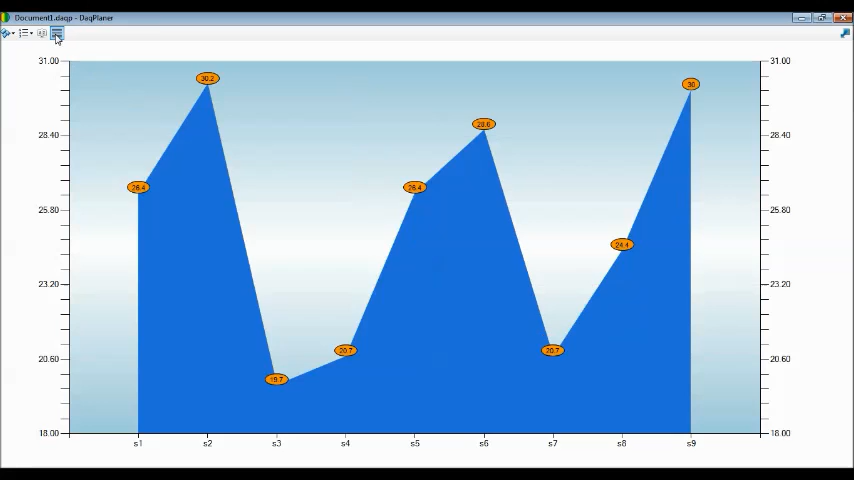 Document1.daqp - DaqPlaner
31.00 31.00
30.2 30
28.40 28.6 28.40
26.4 26.4
25.80 25.80
24.4
23.20 23.20
20.60 20.7 20.7 20.60
19.7
18.00 18.00
s1 s2 s3 s4 s5 s6 s7 s8 s9